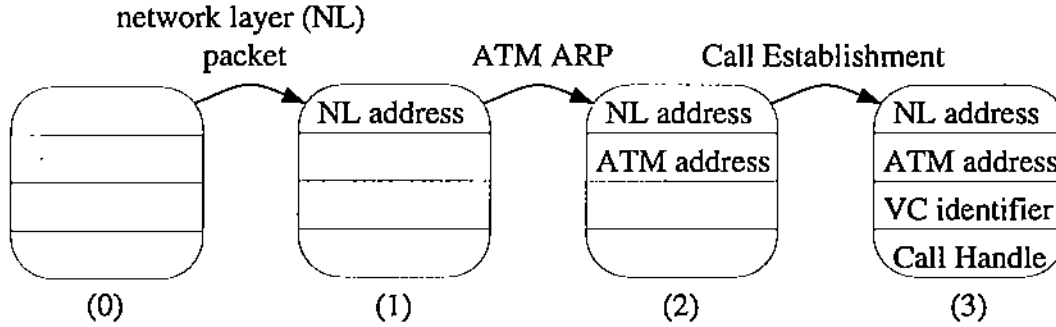 network layer (NL)
packet
ATM ARP
Call Establishment
NL address
NL address
NL address
ATM address
ATM address
VC identifier
Call Handle
(0)
(1)
(2)
(3)